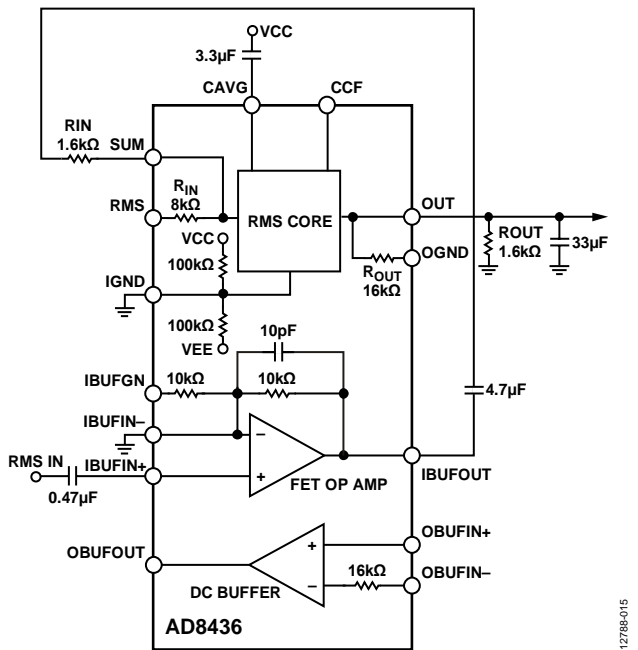 VCC
3.3µF
CAVG
CCF
RIN
1.6kΩ
SUM
RMS
RIN
8kΩ
RMS CORE
OUT
VCC
100kΩ
ROUT
1.6kΩ
33µF
OGND
ROUT
16kΩ
IGND
100kΩ
VEE
10pF
IBUFGN
10kΩ
10kΩ
4.7µF
IBUFIN–
RMS IN
IBUFIN+
0.47µF
–
+
FET OP AMP
IBUFOUT
OBUFOUT
+
–
OBUFIN+
16kΩ
OBUFIN–
DC BUFFER
AD8436
12788-015